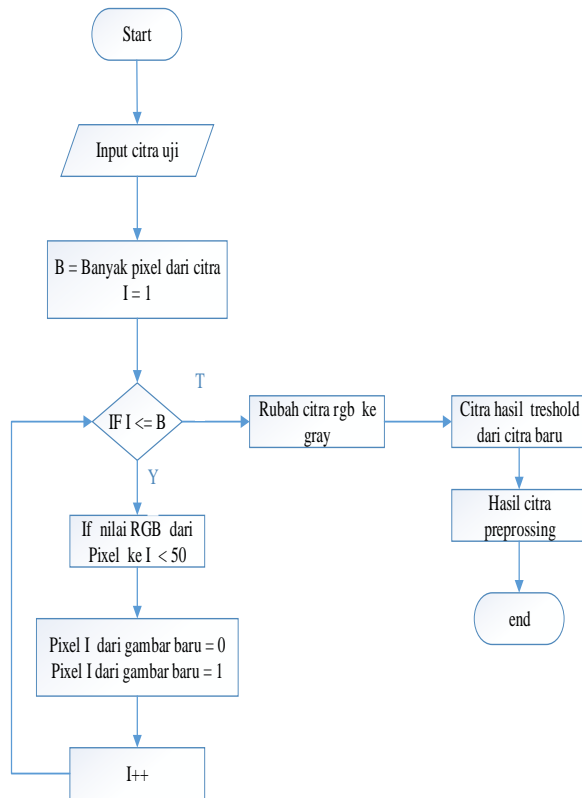 Start
Input citra uji
B = Banyak pixel dari citra
I = 1
IF I <= B
T
Rubah citra rgb ke
gray
Citra hasil treshold
dari citra baru
Y
Hasil citra
preprossing
If nilai RGB dari
Pixel ke I < 50
end
Pixel I dari gambar baru = 0
Pixel I dari gambar baru = 1
I++